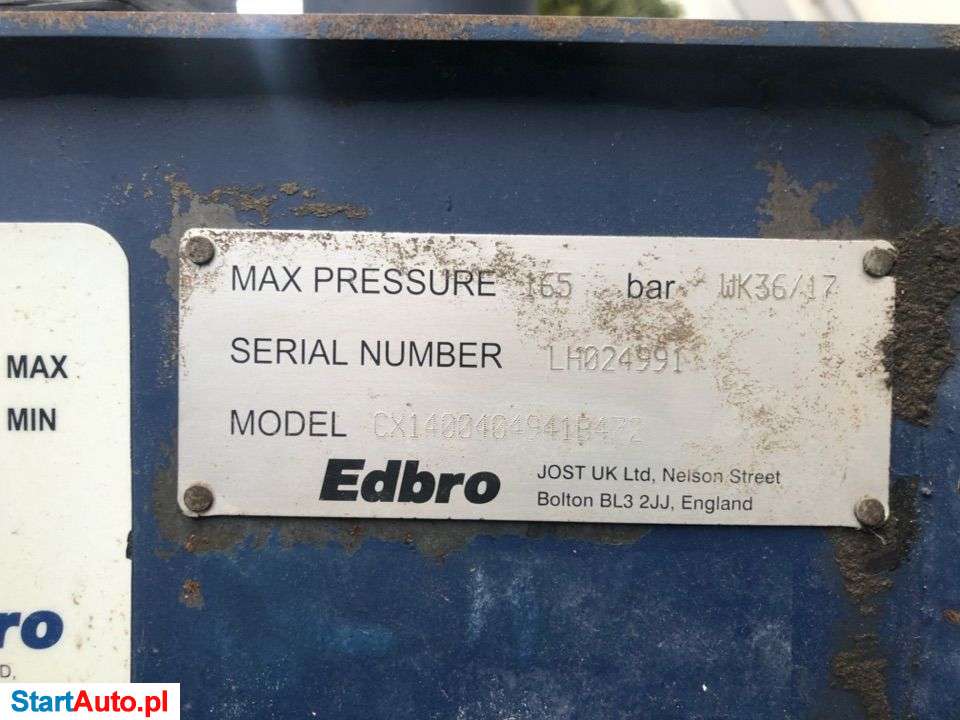 MAX PRESSURE 165 bar WK36/17
SERIAL NUMBER LH024991
MODEL
Edbro
JOST UK Ltd, Nelson Street
Bolton BL3 2JJ, England
MAX
MIN
ro
D,
StartAuto.pl